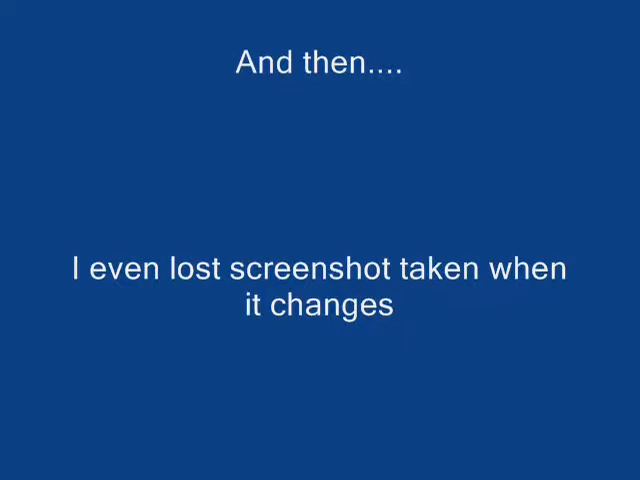 And then....
I even lost screenshot taken when
it changes